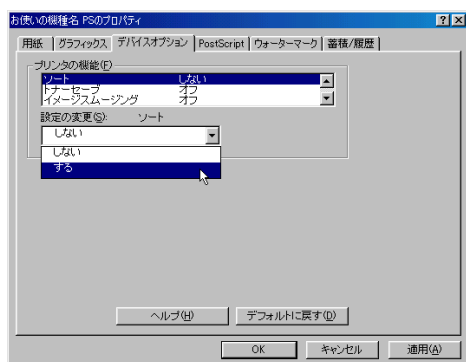 お使いの機種名 PSのプロパティ
用紙 グラフィックス デバイスオプション PostScript ウォーターマーク 蓄積/履歴
プリンタの機能(F)
ソート しない
トナーセーブ オフ
イメージスムージング オフ
設定の変更(S): ソート
しない
しない
する
ヘルプ(H) デフォルトに戻す(D)
OK キャンセル 適用(A)